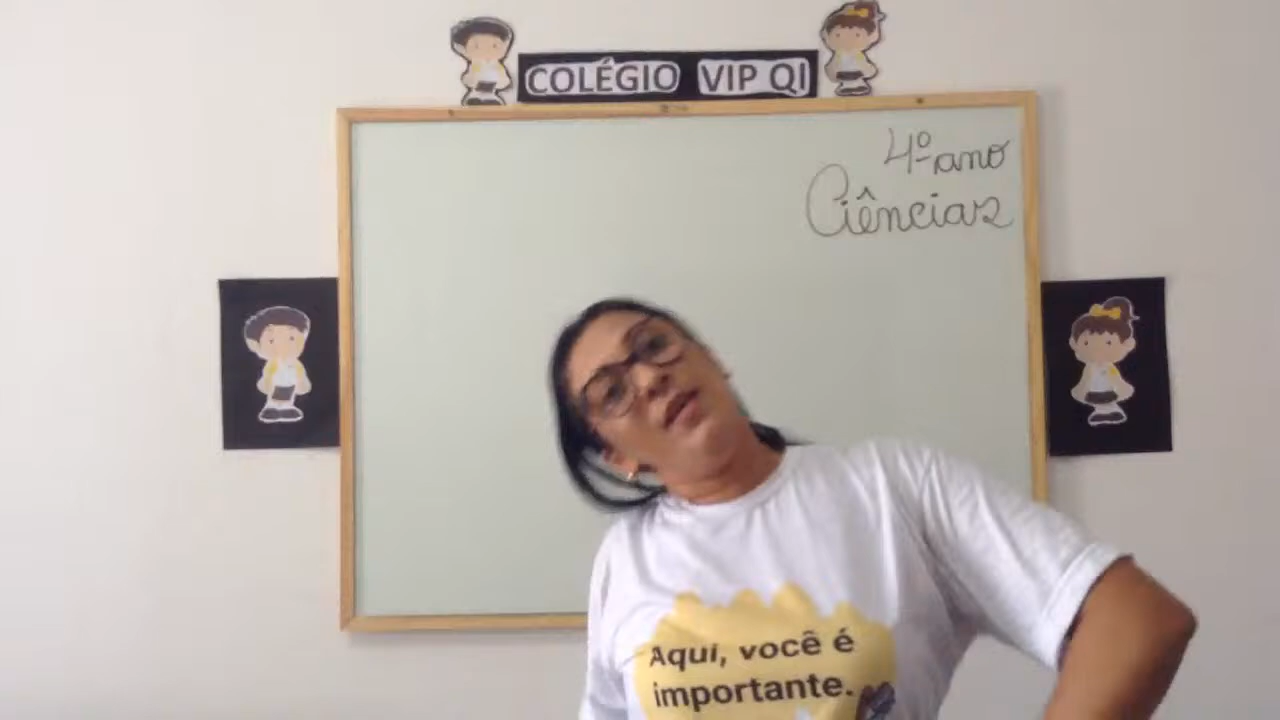 COLÉGIO VIP QI
4º ano
Ciências
Aqui, você é
importante.